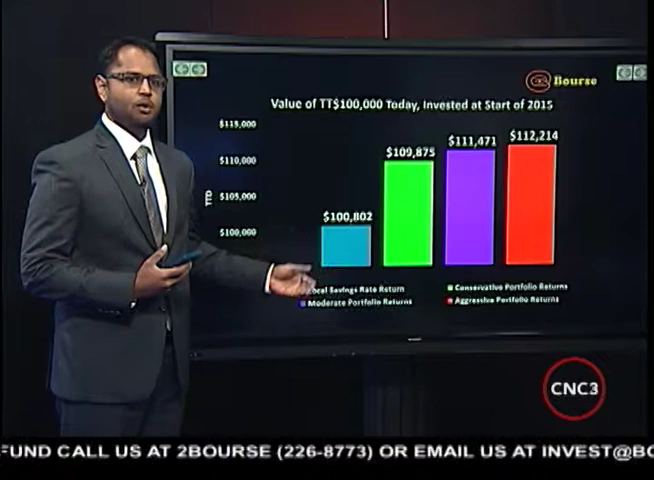 Bourse
Value of TT$100,000 Today, Invested at Start of 2015
$115,000
$110,000
$105,000
$100,000
TTD
$100,802
$109,875
$111,471
$112,214
Local Savings Rate Return
Conservative Portfolio Returns
Moderate Portfolio Returns
Aggressive Portfolio Returns
CNC3
FUND CALL US AT 2BOURSE (226-8773) OR EMAIL US AT INVEST@BO